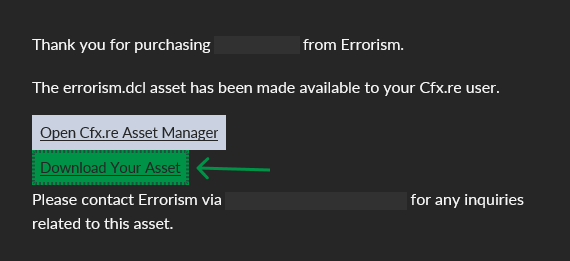 Thank you for purchasing from Errorism.
The errorism.dcl asset has been made available to your Cfx.re user.
Open Cfx.re Asset Manager
Download Your Asset
Please contact Errorism via for any inquiries
related to this asset.